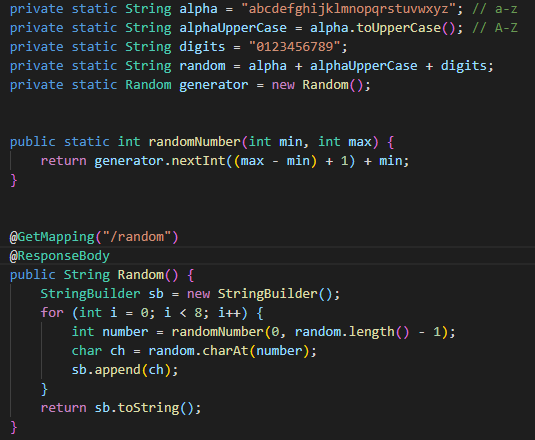 private static String alpha = "abcdefghijklmnopqrstuvwxyz"; // a-z
private static String alphaUpperCase = alpha.toUpperCase(); // A-Z
private static String digits = "0123456789";
private static String random = alpha + alphaUpperCase + digits;
private static Random generator = new Random();
public static int randomNumber(int min, int max) {
    return generator.nextInt((max - min) + 1) + min;
}
@GetMapping("/random")
@ResponseBody
public String Random() {
    StringBuilder sb = new StringBuilder();
    for (int i = 0; i < 8; i++) {
        int number = randomNumber(0, random.length() - 1);
        char ch = random.charAt(number);
        sb.append(ch);
    }
    return sb.toString();
}